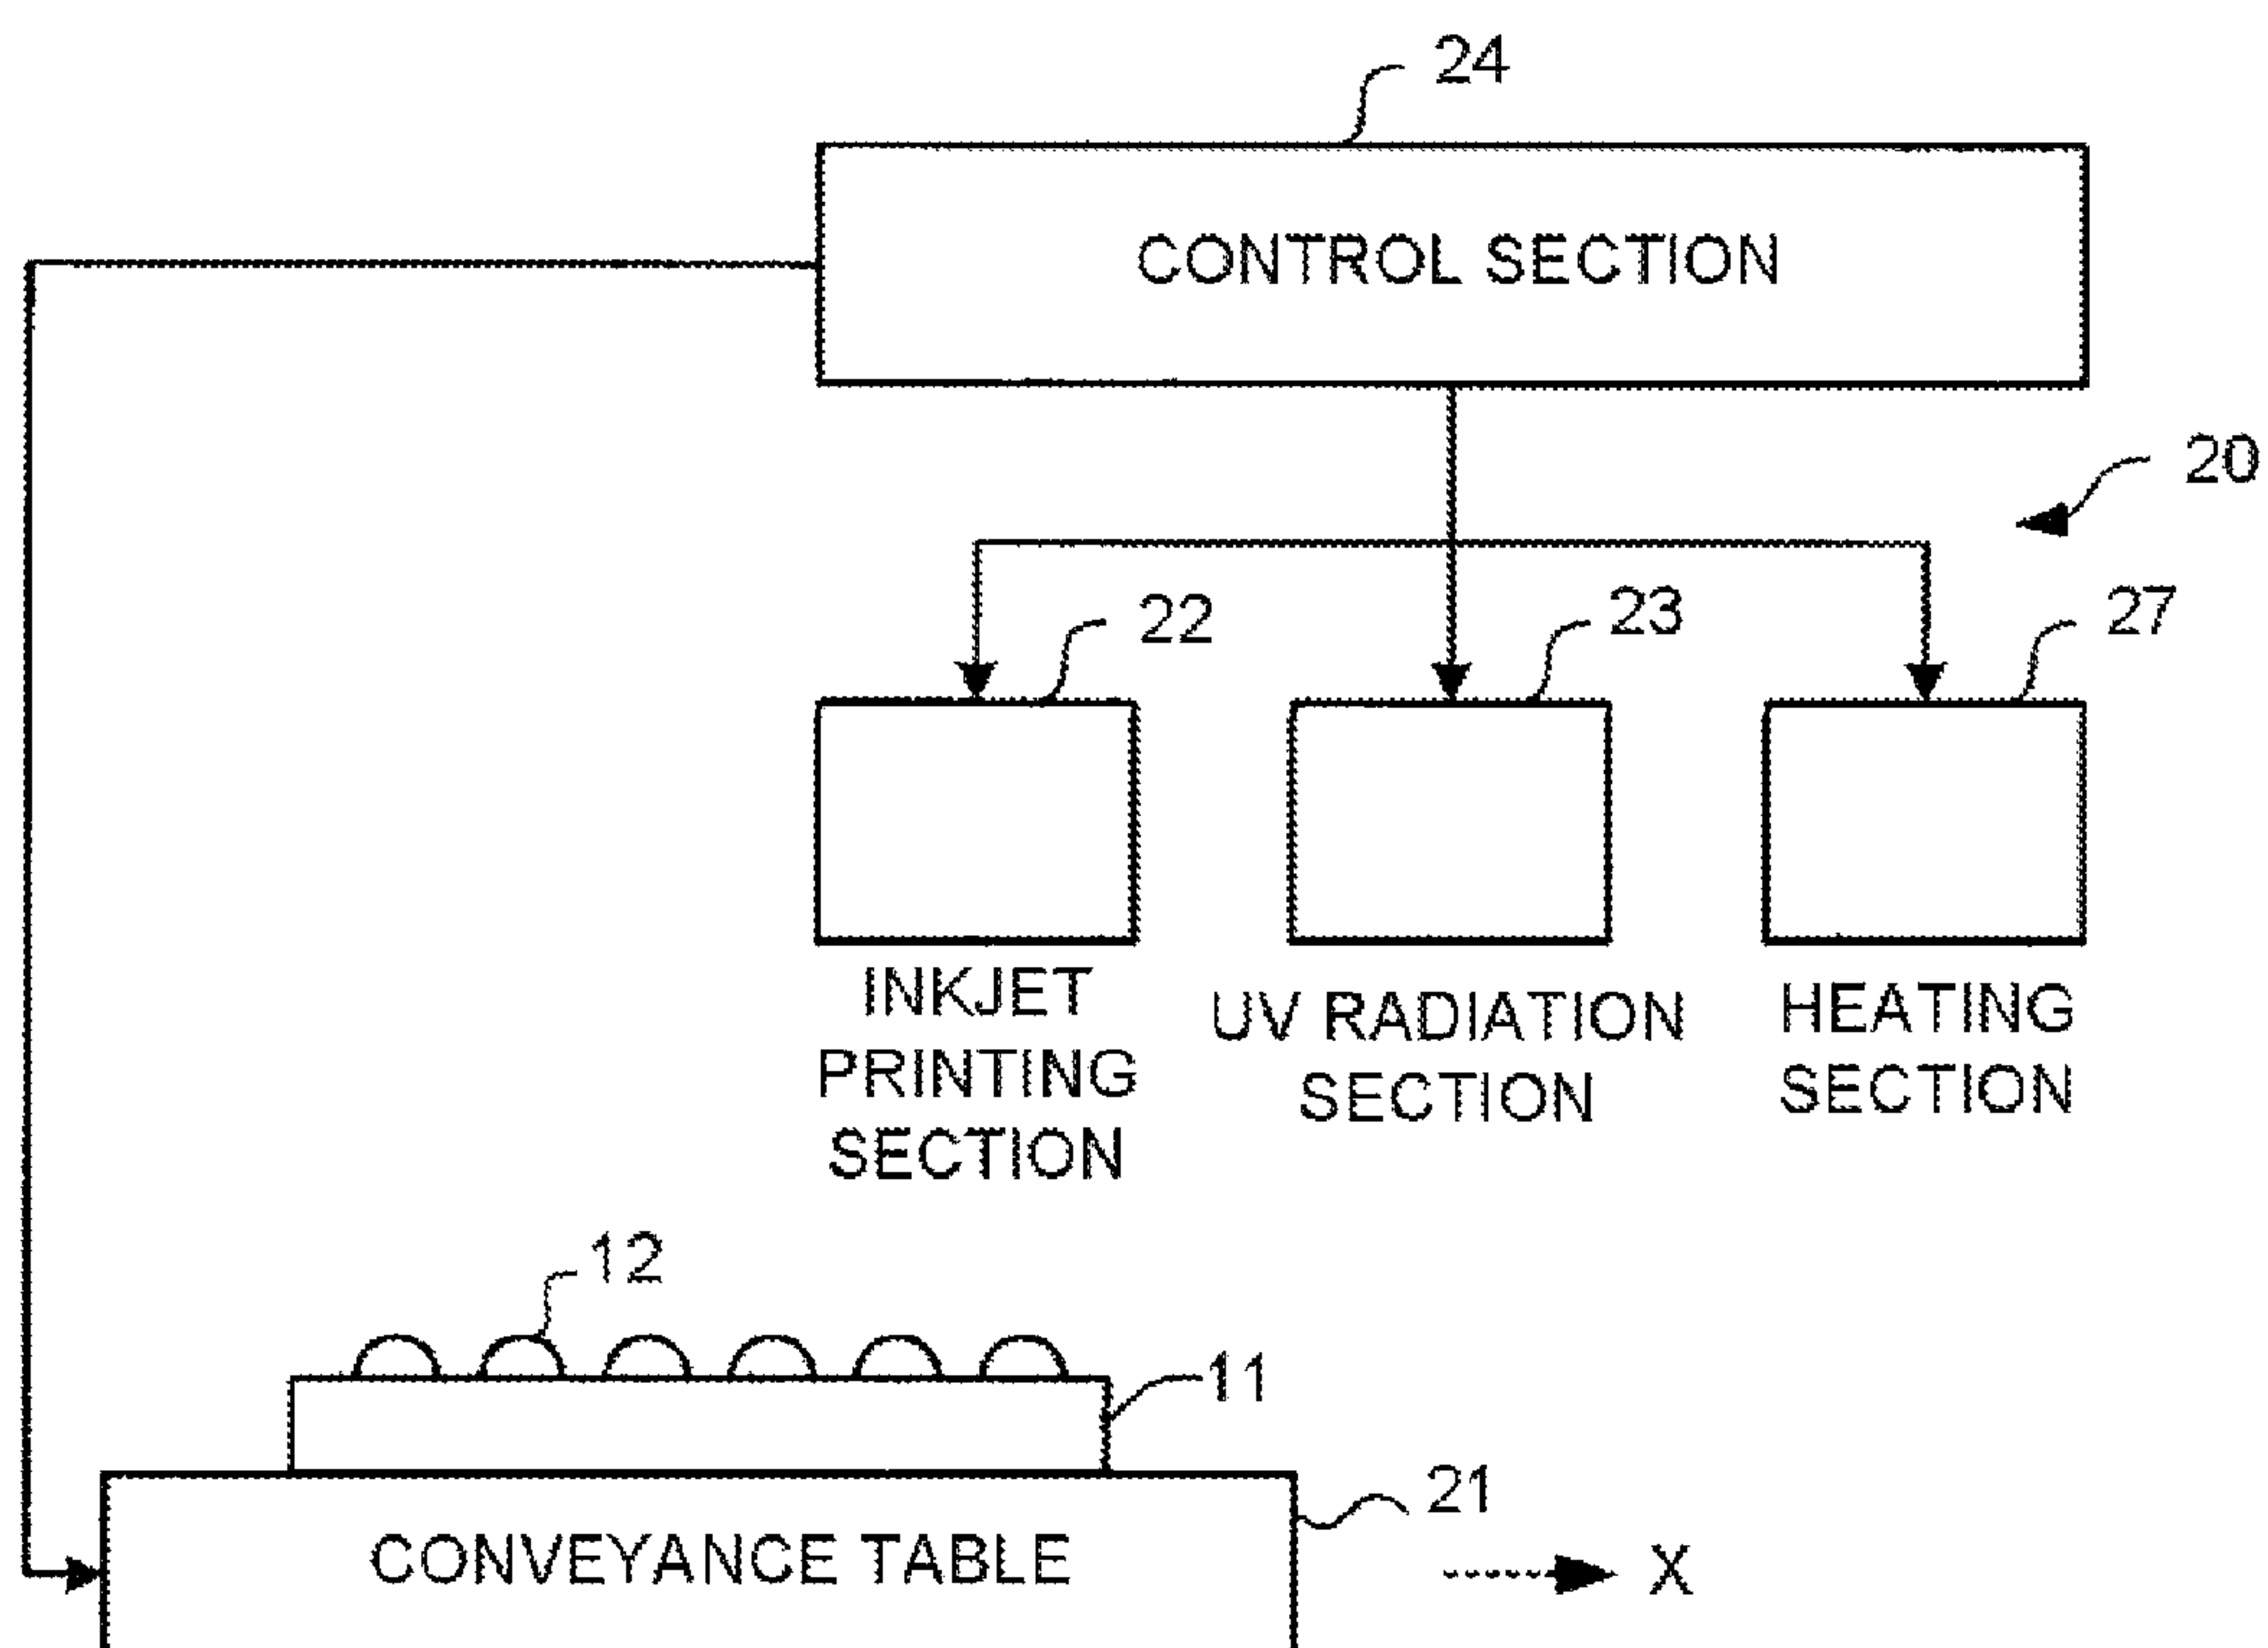 24
CONTROL SECTION
20
22
23
27
INKJET
PRINTING
SECTION
UV RADIATION
SECTION
HEATING
SECTION
12
11
21
CONVEYANCE TABLE
X